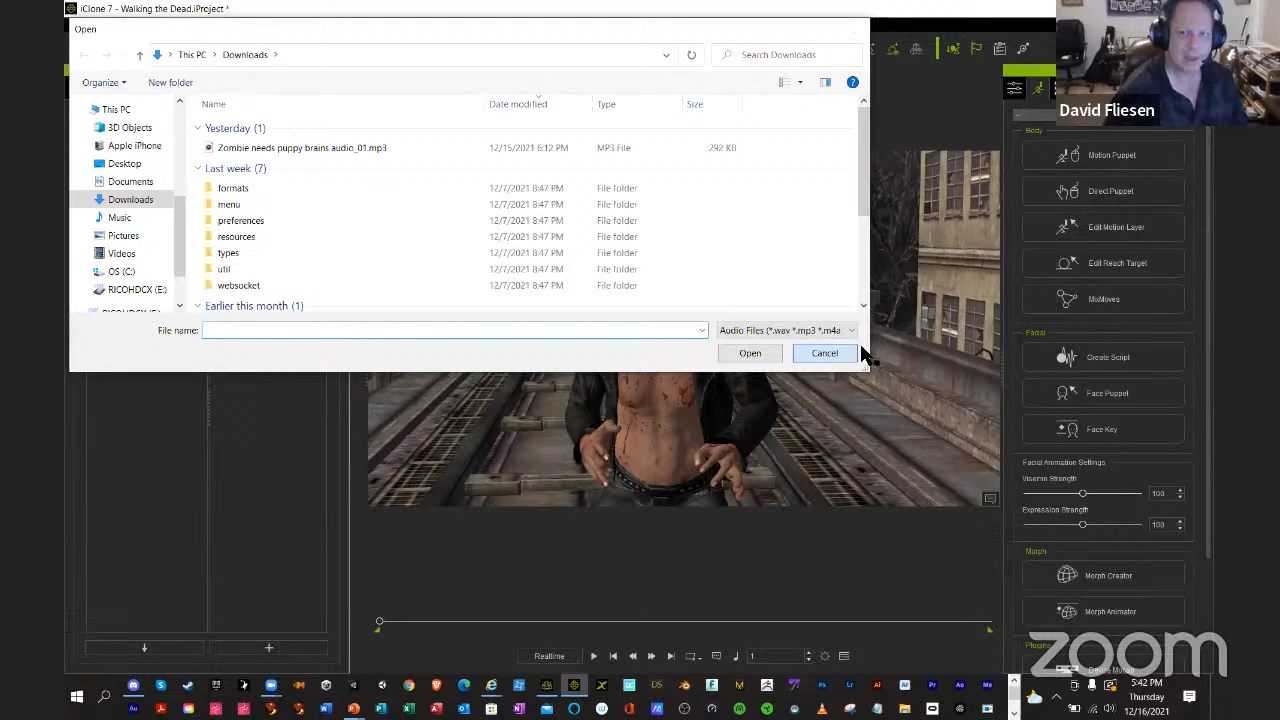 iClone 7 - Walking the Dead.iProject *
Open
This PC
Downloads
Search Downloads
Organize
New folder
?
This PC
3D Objects
Apple iPhone
Desktop
Documents
Downloads
Music
Pictures
Videos
OS (C:)
RICOHDCX (E:)
Name
Date modified
Type
Size
Yesterday (1)
Zombie needs puppy brains audio_01.mp3 12/15/2021 6:12 PM MP3 File 292 KB
Last week (7)
formats 12/7/2021 8:47 PM File folder
menu 12/7/2021 8:47 PM File folder
preferences 12/7/2021 8:47 PM File folder
resources 12/7/2021 8:47 PM File folder
types 12/7/2021 8:47 PM File folder
util 12/7/2021 8:47 PM File folder
websocket 12/7/2021 8:47 PM File folder
Earlier this month (1)
File name:
Audio Files (*.wav *.mp3 *.m4a
Open
Cancel
David Fliesen
Body
Motion Puppet
Direct Puppet
Edit Motion Layer
Edit Reach Target
MixMoves
Facial
Create Script
Face Puppet
Face Key
Facial Animation Settings
Viseme Strength
100
Expression Strength
100
Morph
Morph Creator
Morph Animator
Plugins
Realtime
1
zoom
5:42 PM
Thursday
12/16/2021